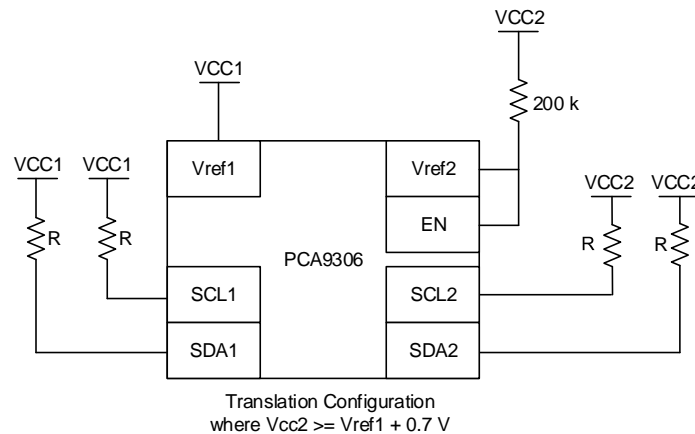 VCC2
VCC1
200 k
VCC1 VCC1
Vref1
Vref2
VCC2 VCC2
EN
R
R
R
R
PCA9306
SCL1
SCL2
SDA1
SDA2
Translation Configuration
where Vcc2 >= Vref1 + 0.7 V